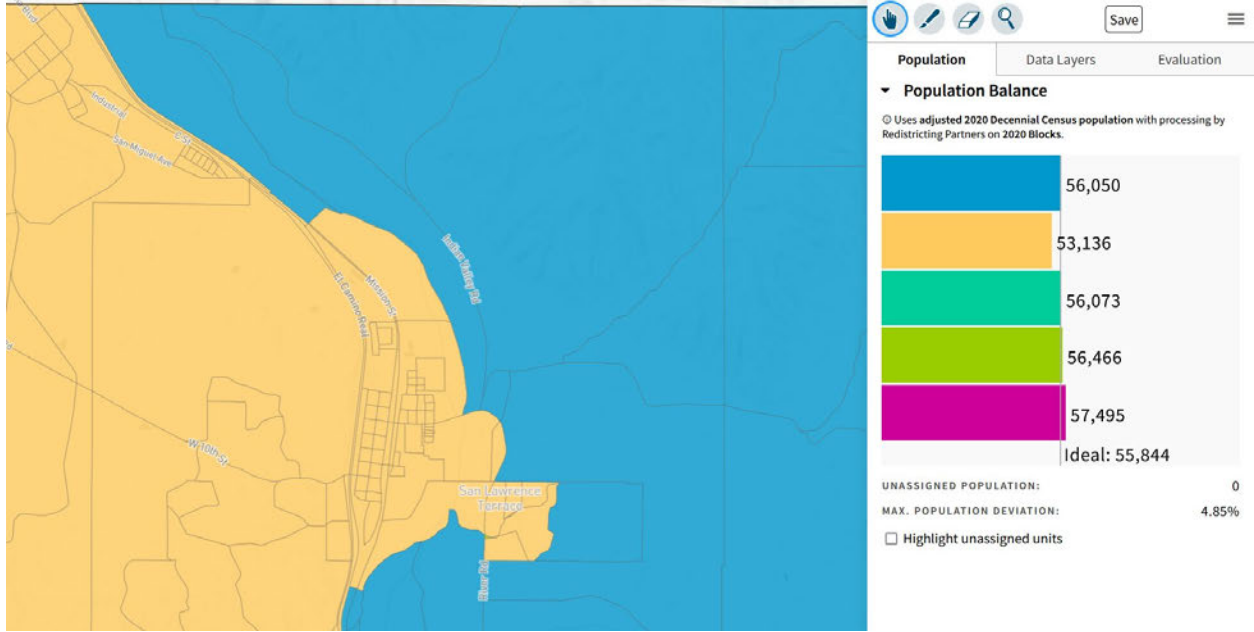 Blvd
Industrial
San Miguel Ave
L St
Indian Valley Rd
Mission St
El Camino Real
W 10th St
San Lawrence
Terrace
River Rd
Save
Population
Data Layers
Evaluation
Population Balance
Uses adjusted 2020 Decennial Census population with processing by
Redistricting Partners on 2020 Blocks.
56,050
53,136
56,073
56,466
57,495
Ideal: 55,844
UNASSIGNED POPULATION: 0
MAX. POPULATION DEVIATION: 4.85%
Highlight unassigned units